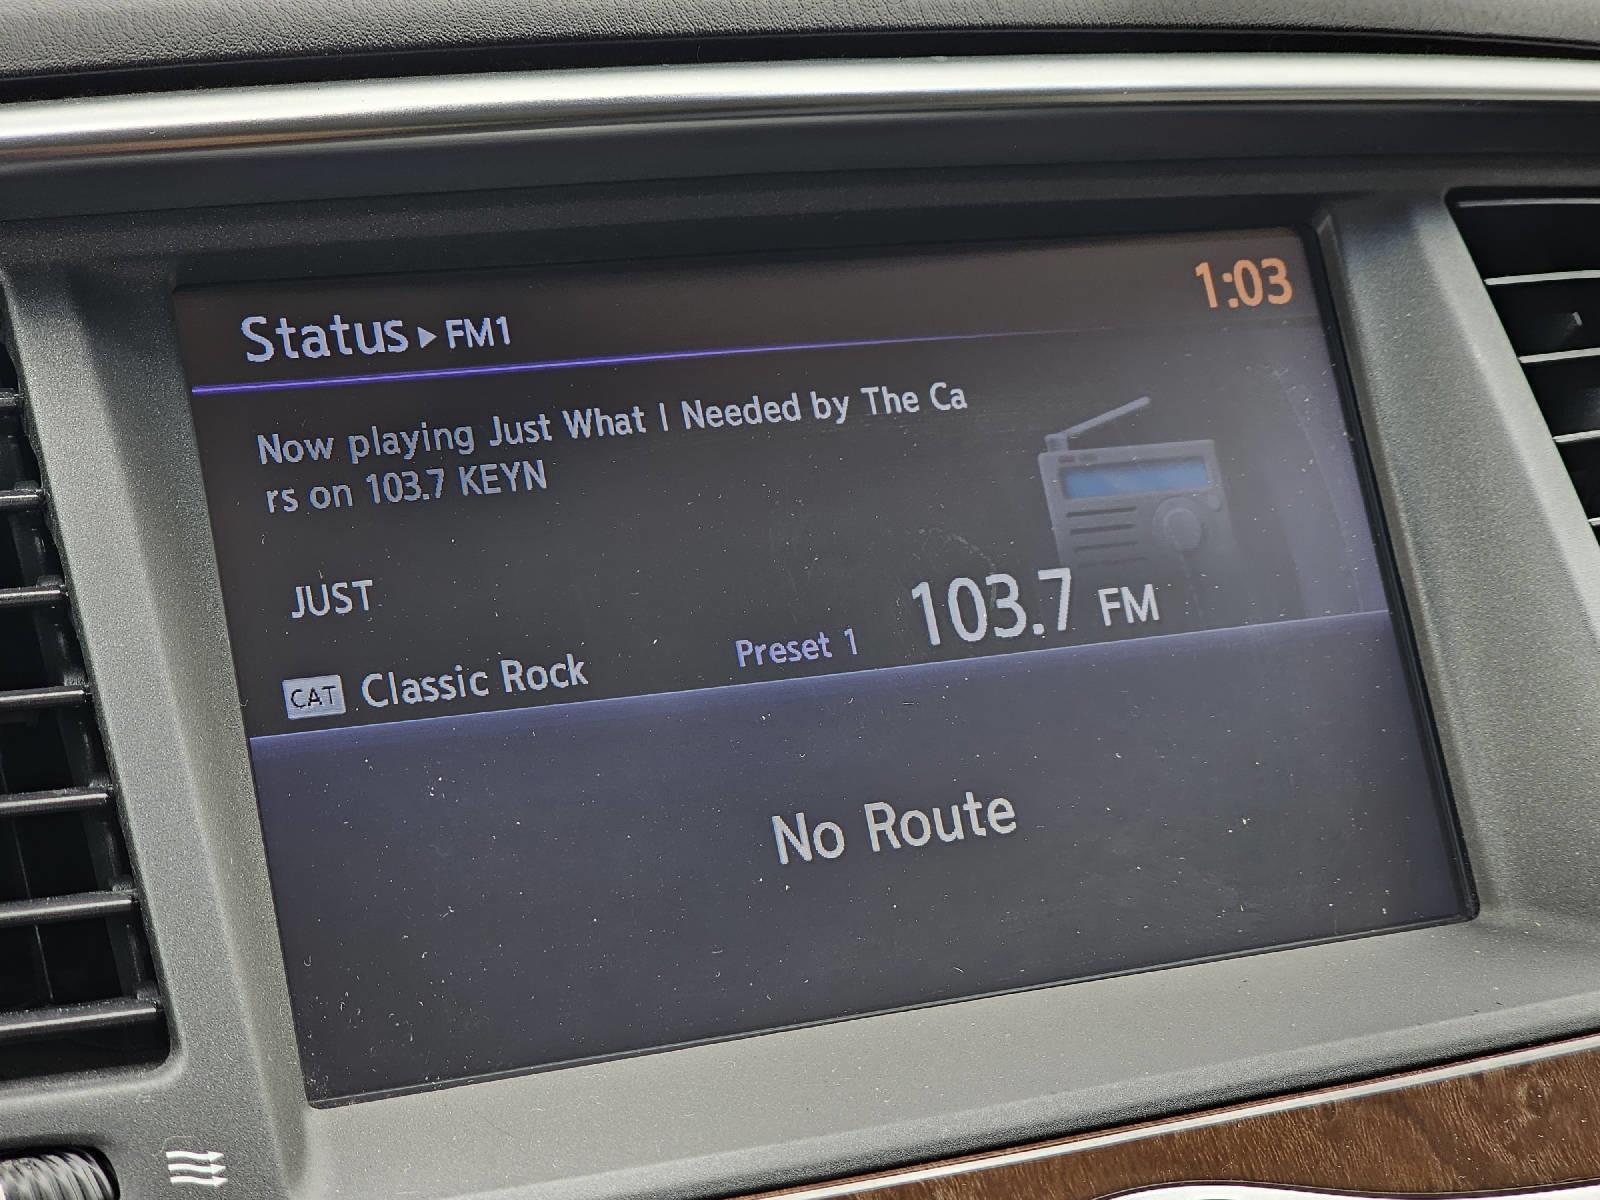 Status ▸ FM1
1:03
Now playing Just What I Needed by The Ca
rs on 103.7 KEYN
JUST
CAT Classic Rock
Preset 1
103.7 FM
No Route